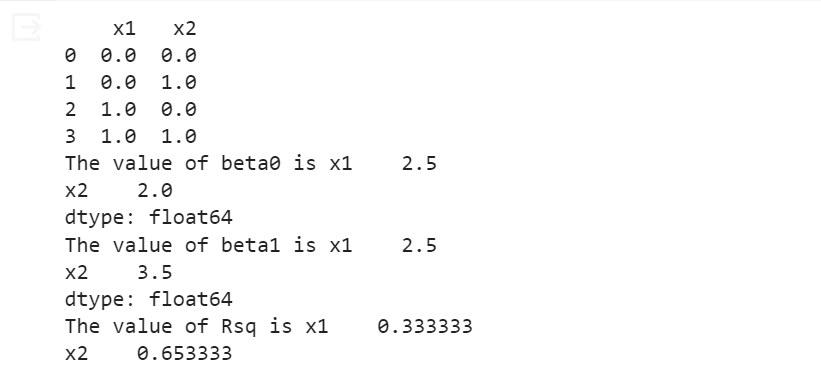 x1 x2
0 0.0 0.0
1 0.0 1.0
2 1.0 0.0
3 1.0 1.0
The value of beta0 is x1 2.5
x2 2.0
dtype: float64
The value of beta1 is x1 2.5
x2 3.5
dtype: float64
The value of Rsq is x1 0.333333
x2 0.653333